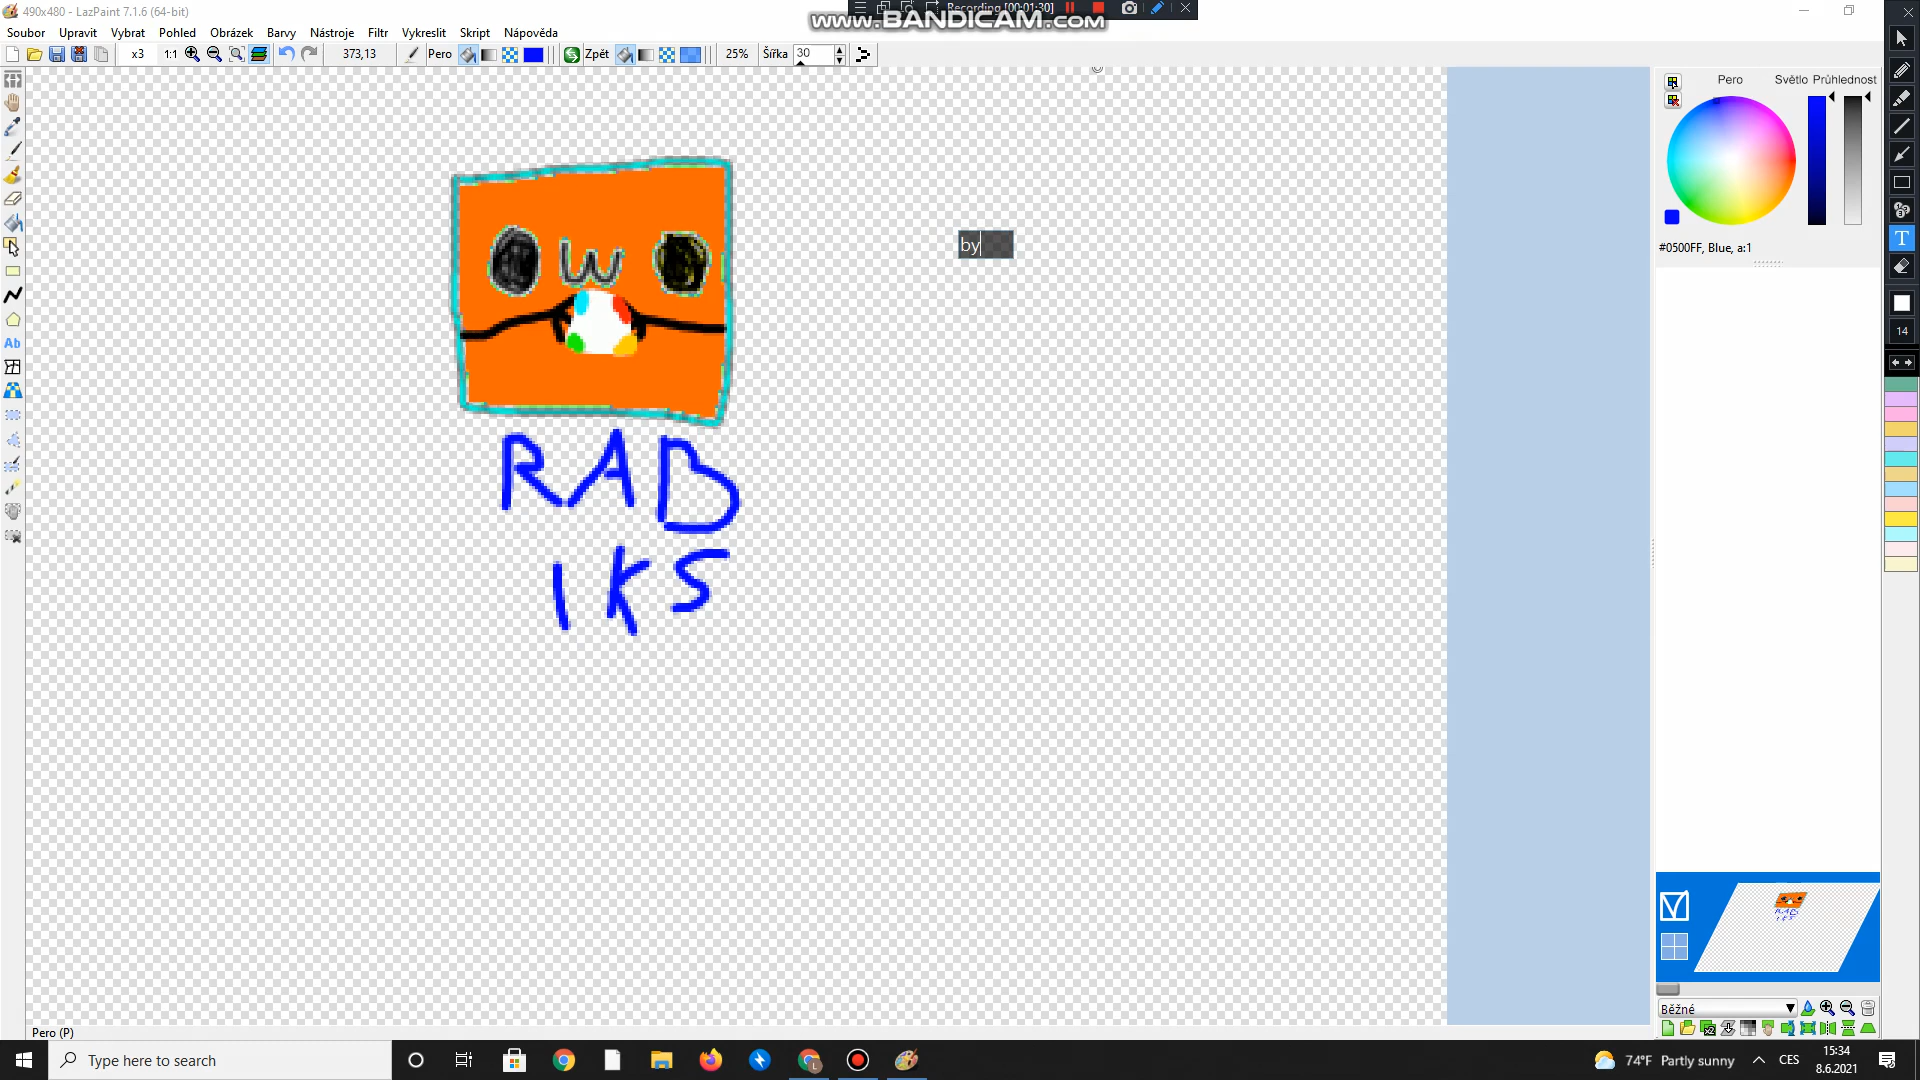 490x480 - LazPaint 7.1.6 (64-bit)
Recording [00:01:30]
www.BANDICAM.com
Soubor Upravit Vybrat Pohled Obrázek Barvy Nástroje Filtr Vykreslit Skript Nápověda
x3 1:1 373,13 Pero Zpět 25% Šířka 30
Pero Světlo Průhlednost
#0500FF, Blue, a:1
T
14
Ab
by
w
RAB
IKS
Běžné
Pero (P)
Type here to search
74°F Partly sunny CES 15:34
8.6.2021